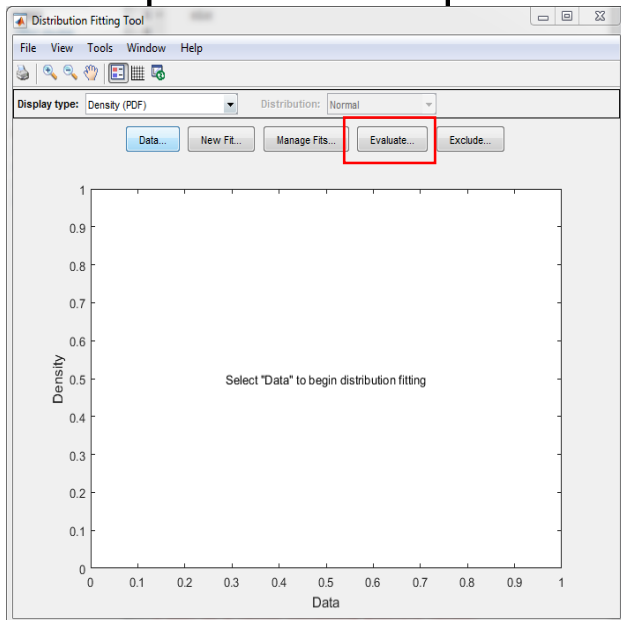 Distribution Fitting Tool
File View Tools Window Help
Display type: Density (PDF) Distribution: Normal
Data... New Fit... Manage Fits... Evaluate... Exclude...
1
0.9
0.8
0.7
0.6
0.5
0.4
0.3
0.2
0.1
0
Density
Select "Data" to begin distribution fitting
0 0.1 0.2 0.3 0.4 0.5 0.6 0.7 0.8 0.9 1
Data